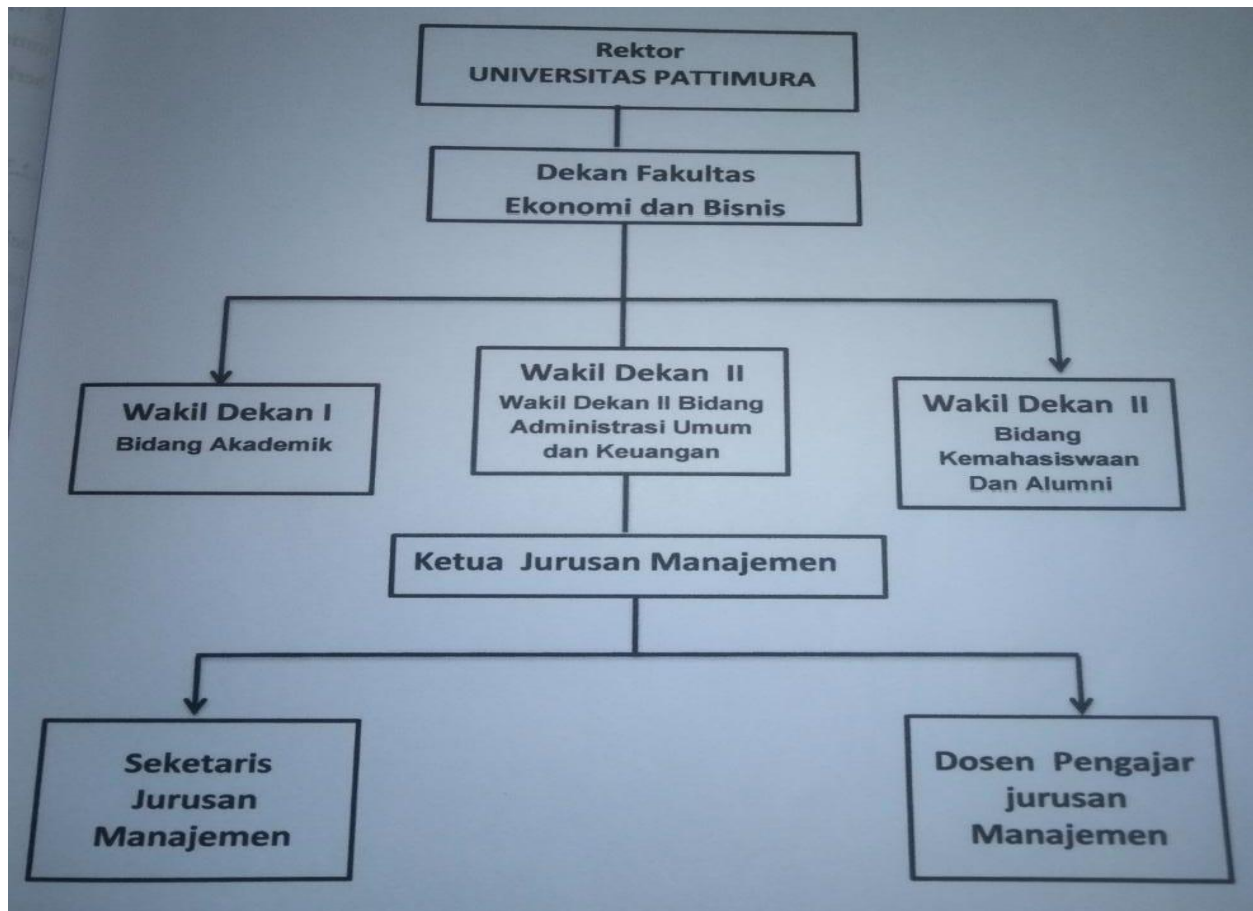 Rektor
UNIVERSITAS PATTIMURA
Dekan Fakultas
Ekonomi dan Bisnis
Wakil Dekan I
Bidang Akademik
Wakil Dekan II
Wakil Dekan II Bidang
Administrasi Umum
dan Keuangan
Wakil Dekan II
Bidang
Kemahasiswaan
Dan Alumni
Ketua Jurusan Manajemen
Seketaris
Jurusan
Manajemen
Dosen Pengajar
jurusan
Manajemen